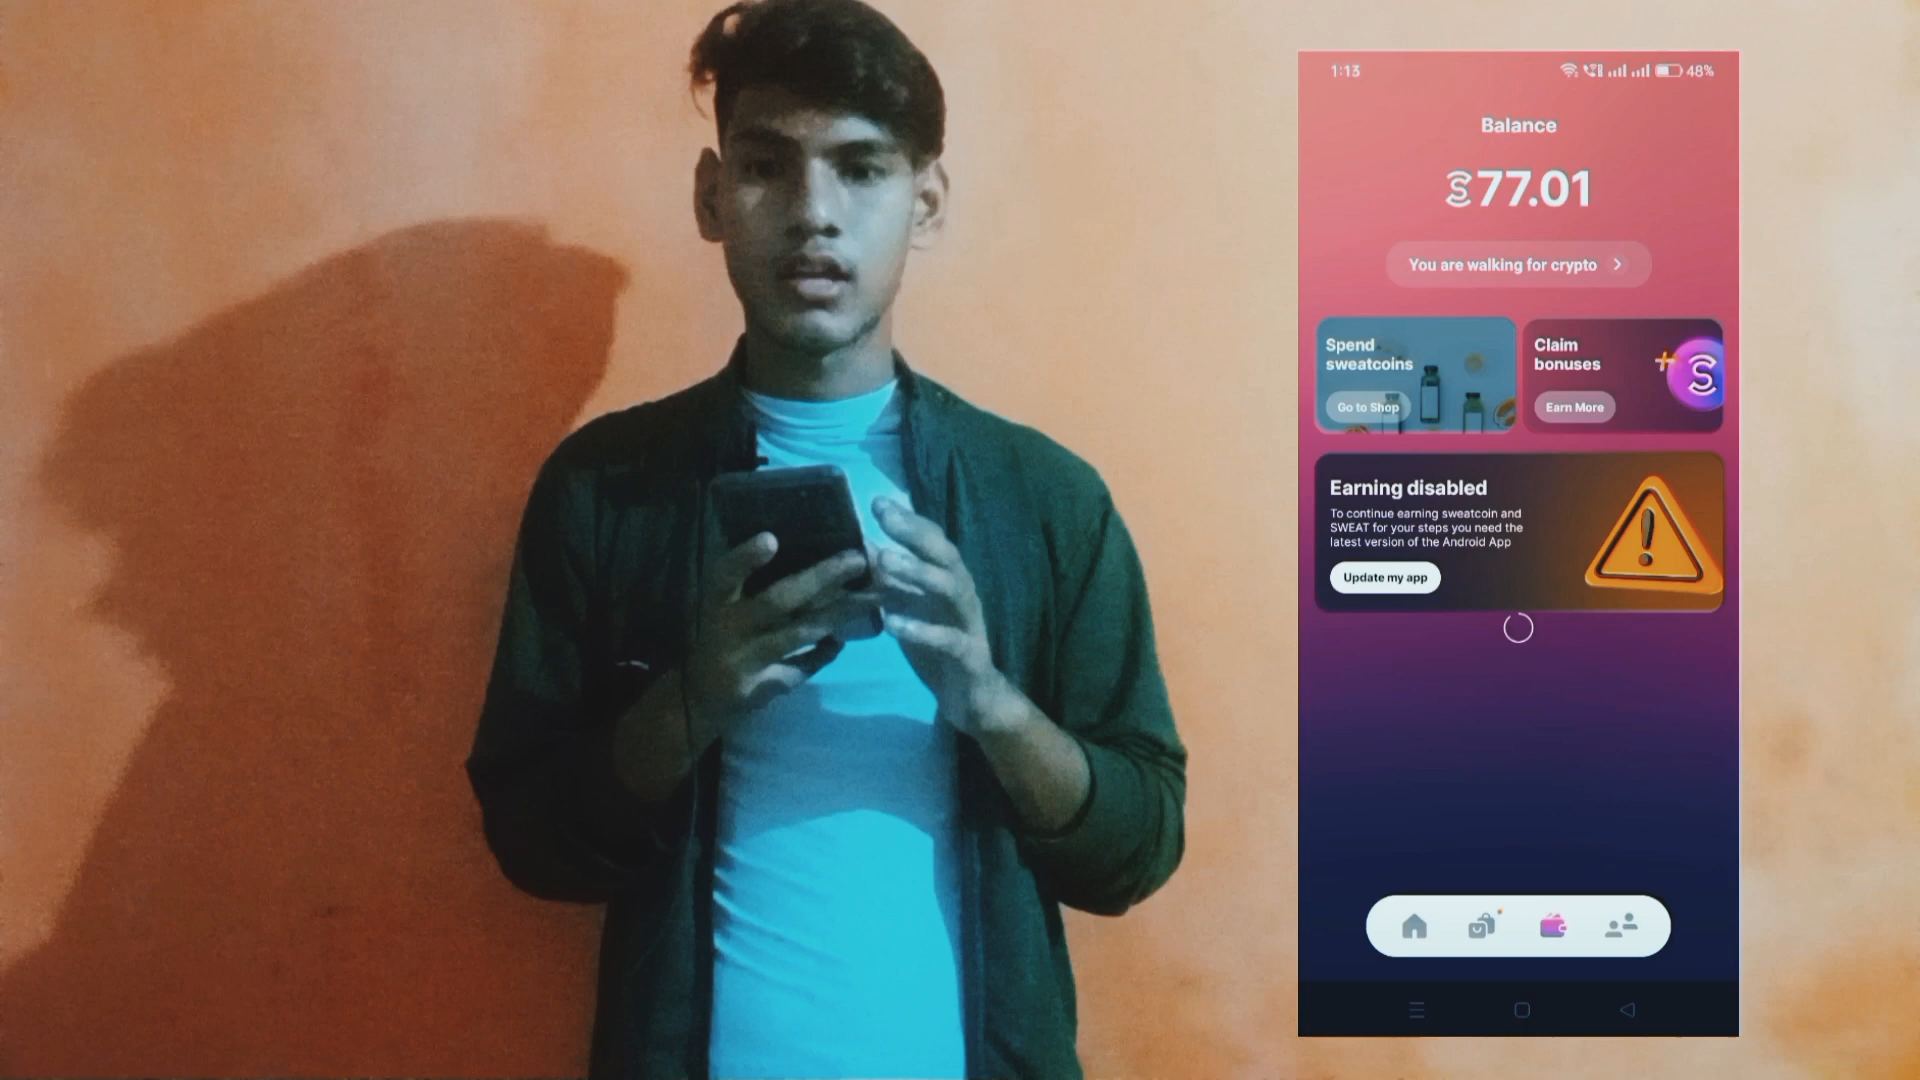 1:13
48%
Balance
77.01
You are walking for crypto
Spend
sweatcoins
Go to Shop
Claim
bonuses
Earn More
Earning disabled
To continue earning sweatcoin and
SWEAT for your steps you need the
latest version of the Android App
Update my app